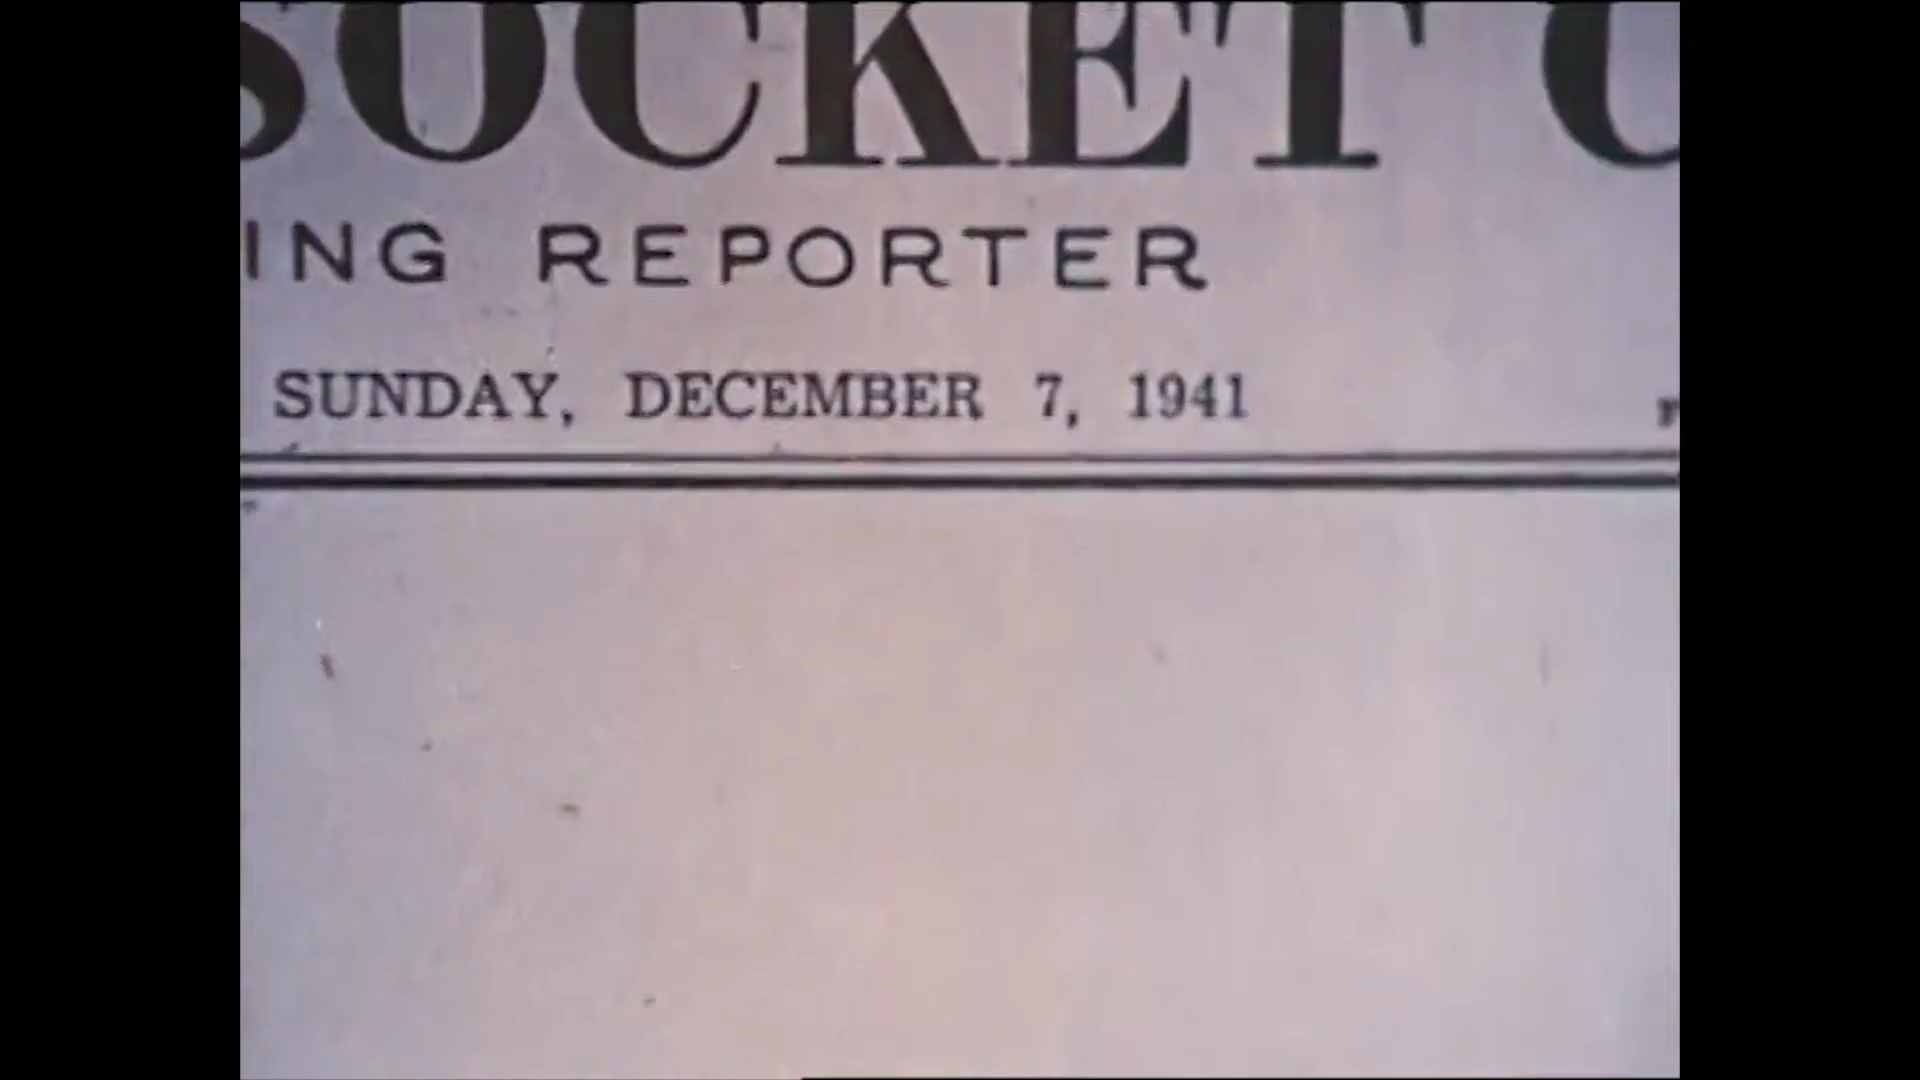 SOCKET C
ING REPORTER
SUNDAY, DECEMBER 7, 1941